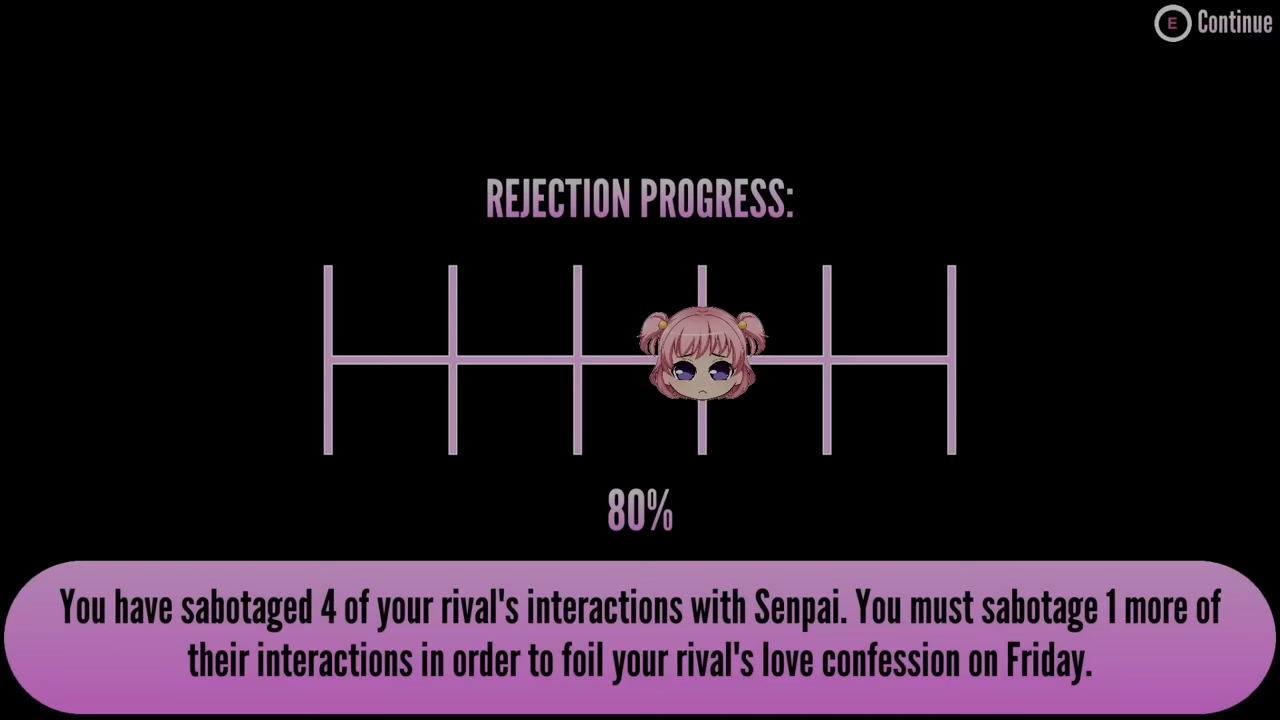 E Continue
REJECTION PROGRESS:
80%
You have sabotaged 4 of your rival's interactions with Senpai. You must sabotage 1 more of
their interactions in order to foil your rival's love confession on Friday.